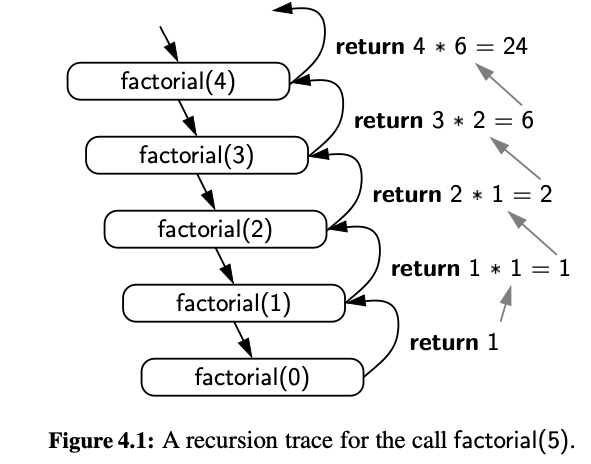 return 4 * 6 = 24
factorial(4)
return 3 * 2 = 6
factorial(3)
return 2 * 1 = 2
factorial(2)
return 1 * 1 = 1
factorial(1)
return 1
factorial(0)
Figure 4.1: A recursion trace for the call factorial(5).